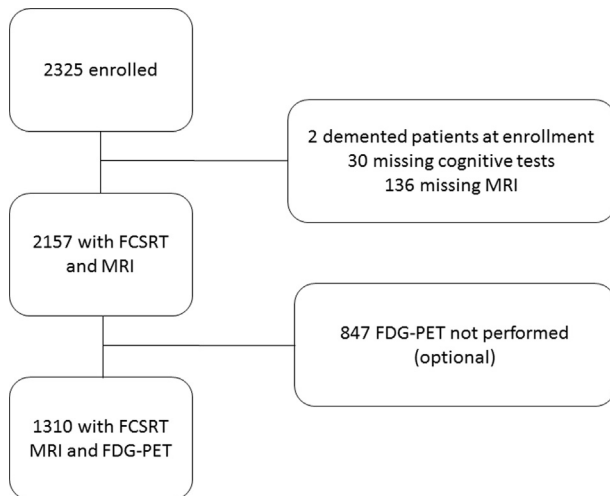 2325 enrolled
2 demented patients at enrollment
30 missing cognitive tests
136 missing MRI
2157 with FCSRT
and MRI
847 FDG-PET not performed
(optional)
1310 with FCSRT
MRI and FDG-PET